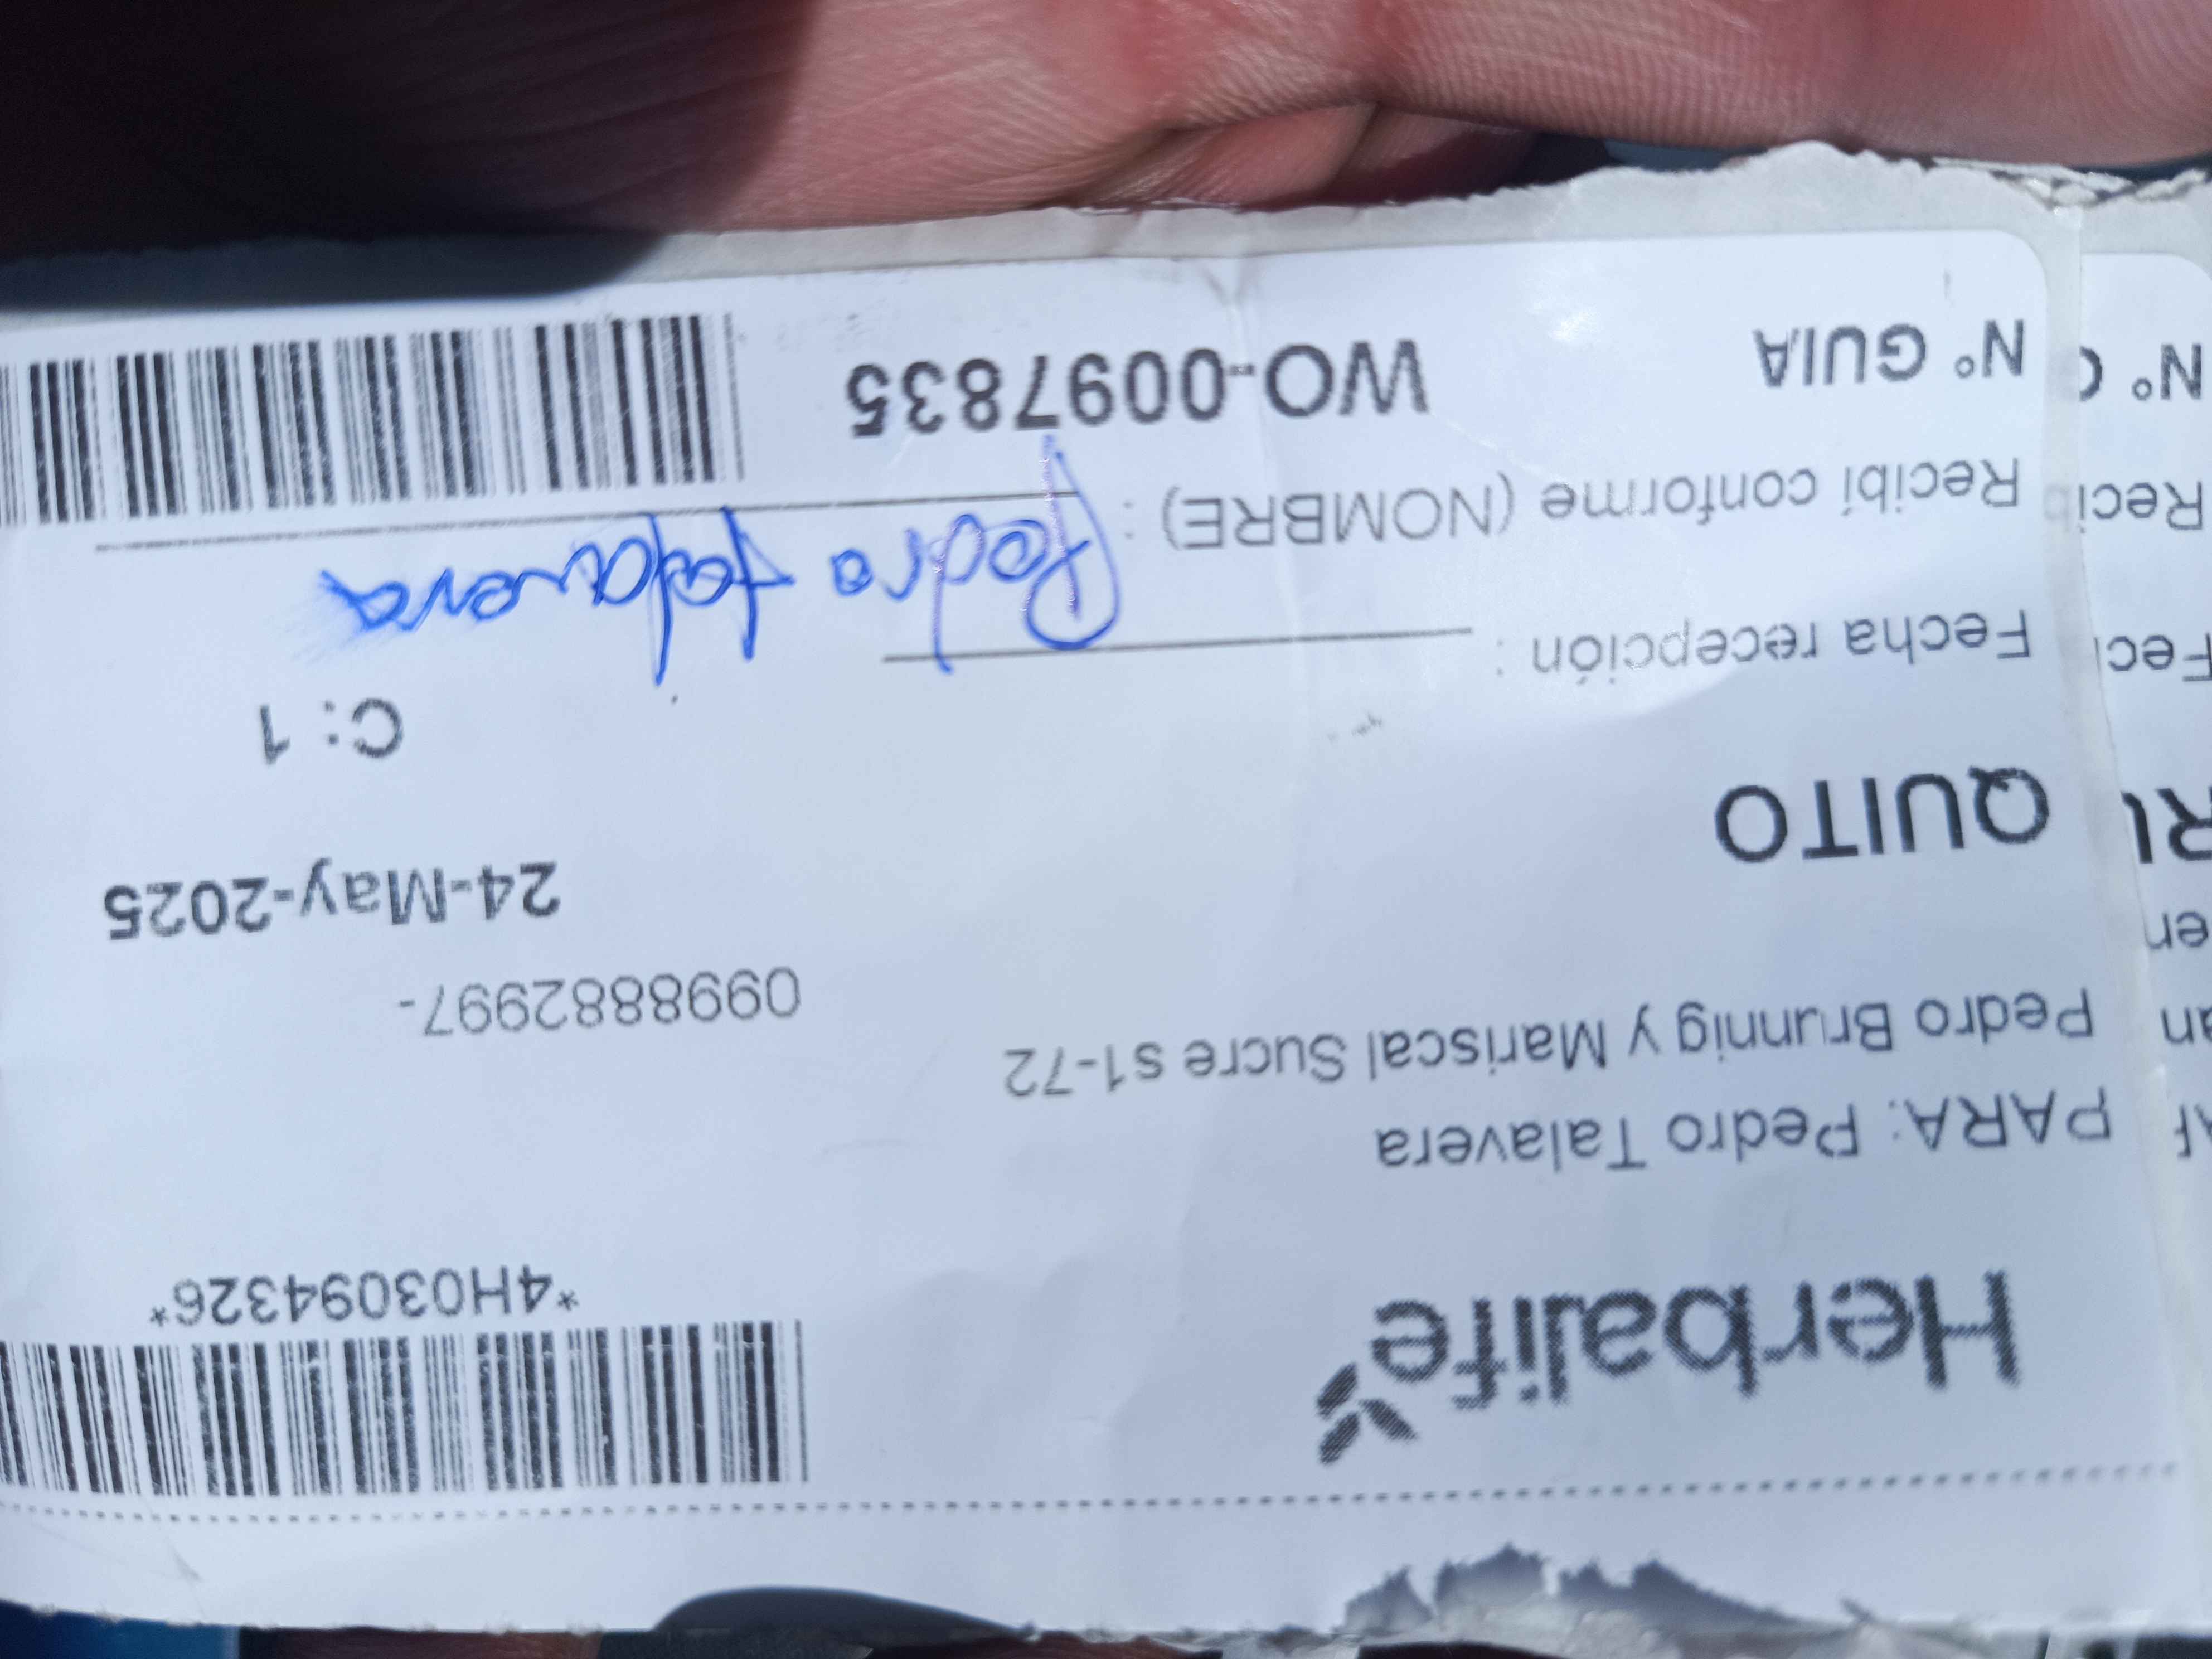 Herbalife
*4H03094326*
PARA: Pedro Talavera
Pedro Brunnig y Mariscal Sucre s1-72
0998882997-
24-May-2025
QUITO
C: 1
Fecha recepción :
Recibi conforme (NOMBRE) : Pedro talavera
N° GUIA WO-0097835